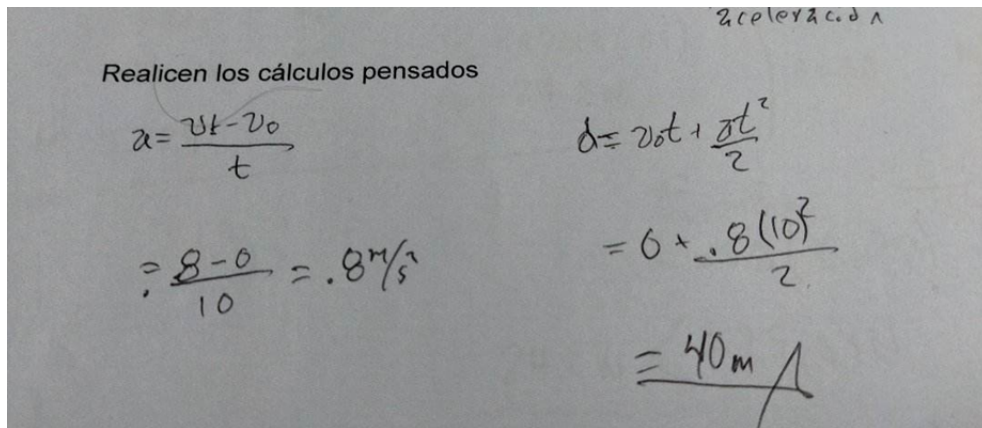 aceleración
Realicen los cálculos pensados
a = (vt - v0) / t
d = v0t + at² / 2
= (8 - 0) / 10 = .8 m/s²
= 0 + .8(10)² / 2
= 40 m